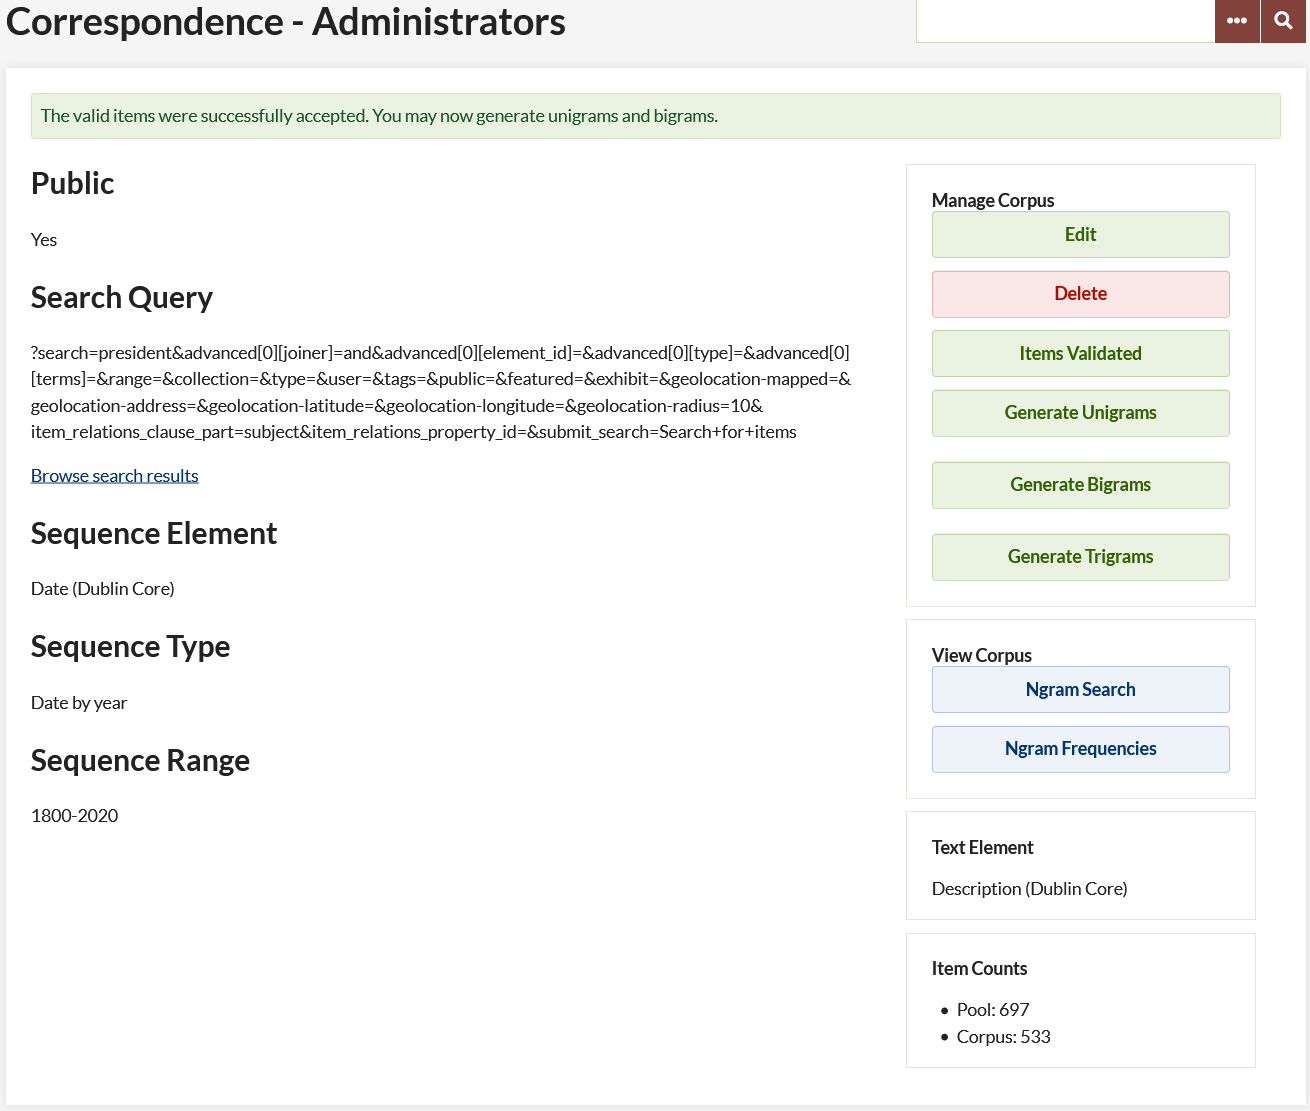 Correspondence - Administrators
The valid items were successfully accepted. You may now generate unigrams and bigrams.
Public
Yes
Search Query
?search=president&advanced[0][joiner]=and&advanced[0][element_id]=&advanced[0][type]=&advanced[0]
[terms]=&range=&collection=&type=&user=&tags=&public=&featured=&exhibit=&geolocation-mapped=&
geolocation-address=&geolocation-latitude=&geolocation-longitude=&geolocation-radius=10&
item_relations_clause_part=subject&item_relations_property_id=&submit_search=Search+for+items
Browse search results
Sequence Element
Date (Dublin Core)
Sequence Type
Date by year
Sequence Range
1800-2020
Manage Corpus
Edit
Delete
Items Validated
Generate Unigrams
Generate Bigrams
Generate Trigrams
View Corpus
Ngram Search
Ngram Frequencies
Text Element
Description (Dublin Core)
Item Counts
• Pool: 697
• Corpus: 533